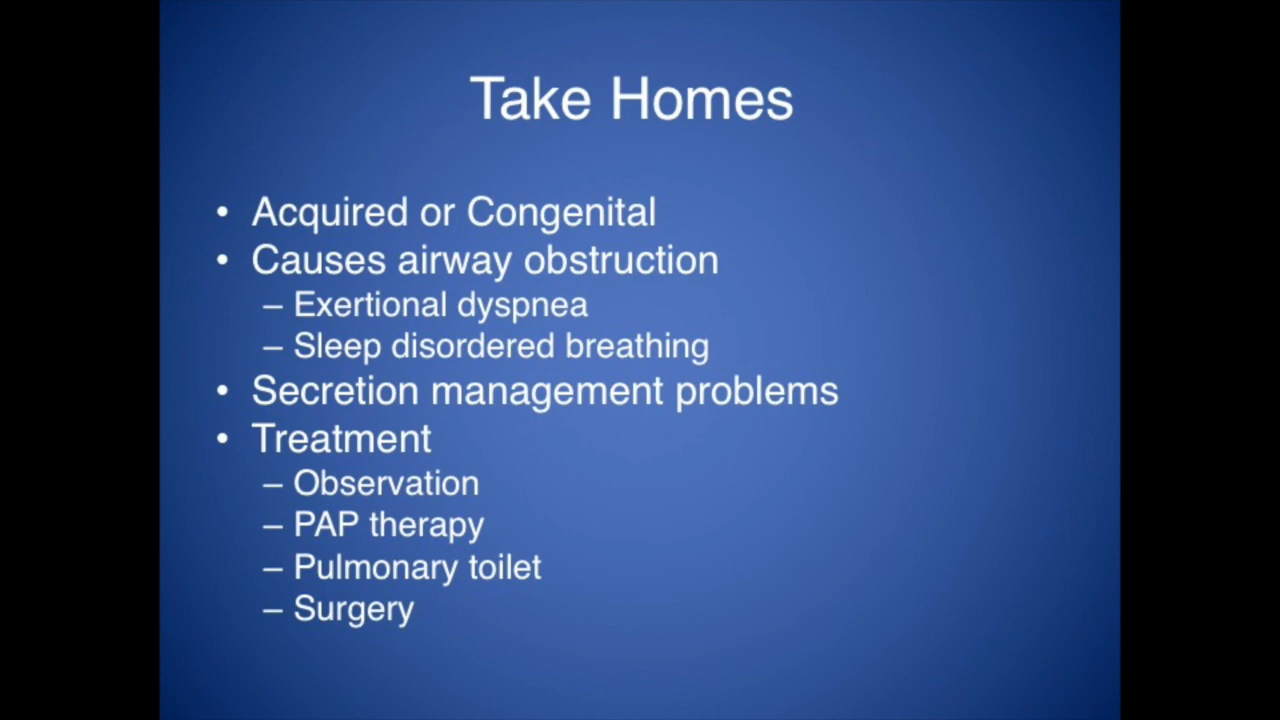 Take Homes
• Acquired or Congenital
• Causes airway obstruction
– Exertional dyspnea
– Sleep disordered breathing
• Secretion management problems
• Treatment
– Observation
– PAP therapy
– Pulmonary toilet
– Surgery